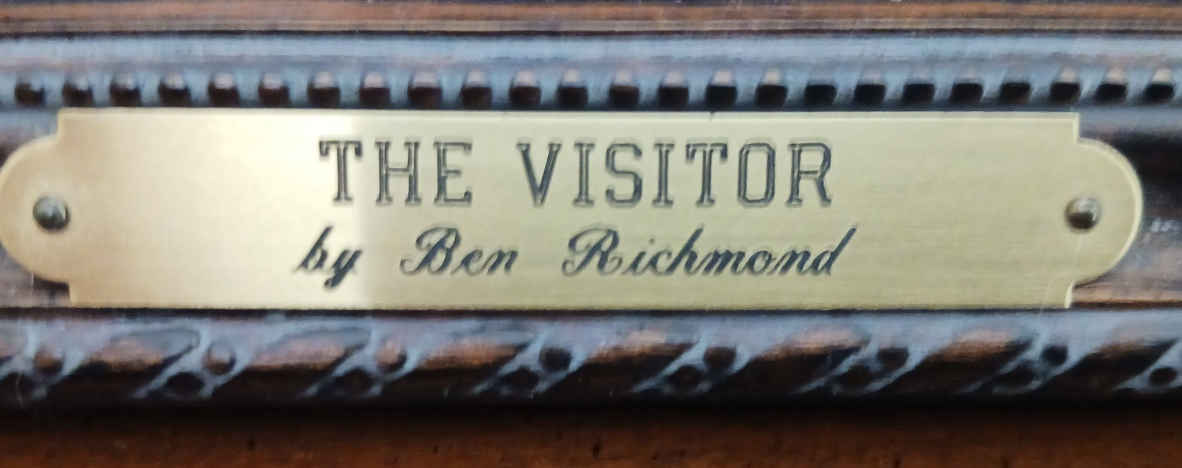 THE VISITOR
by Ben Richmond